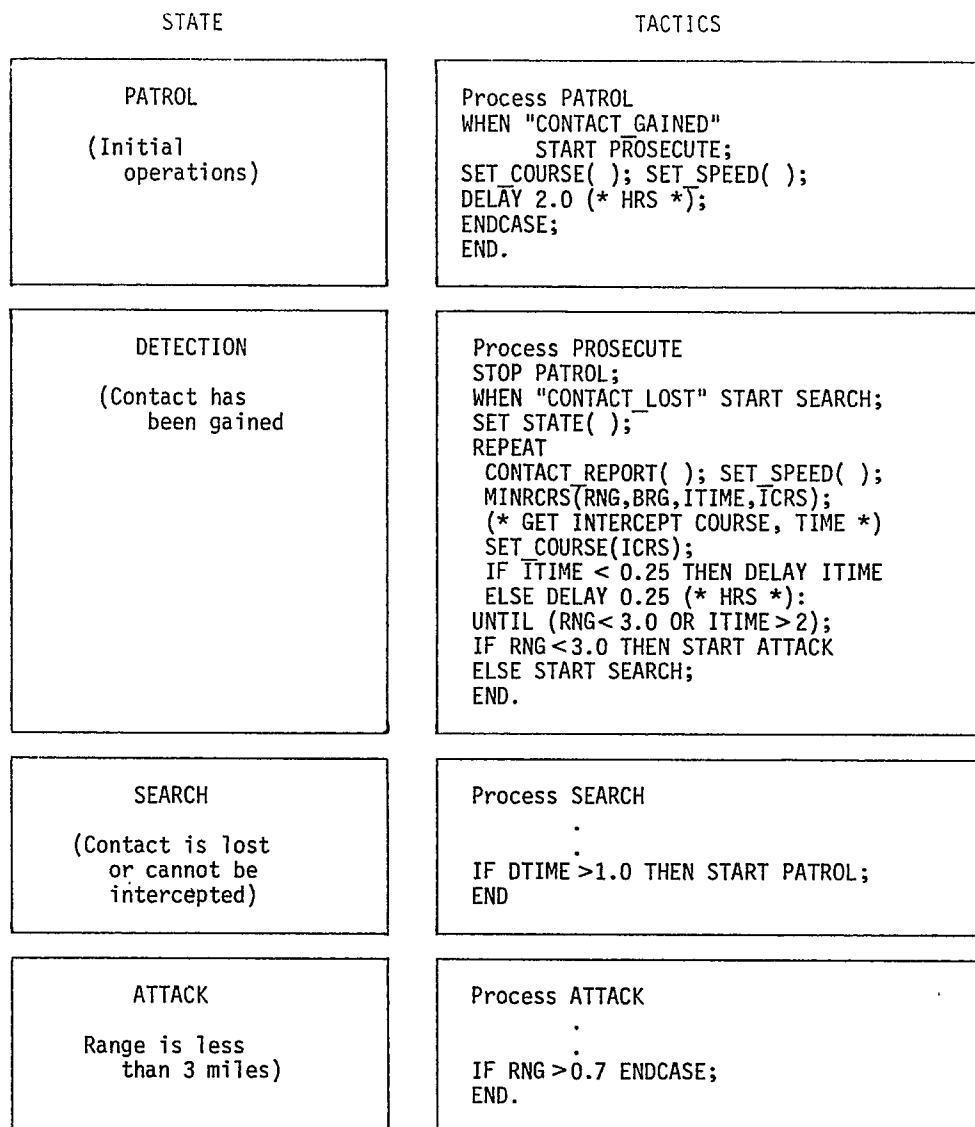 STATE
TACTICS
PATROL
(Initial
operations)
Process PATROL
WHEN "CONTACT_GAINED"
START PROSECUTE;
SET_COURSE( ); SET_SPEED( );
DELAY 2.0 (* HRS *);
ENDCASE;
END.
DETECTION
(Contact has
been gained
Process PROSECUTE
STOP PATROL;
WHEN "CONTACT_LOST" START SEARCH;
SET STATE( );
REPEAT
CONTACT_REPORT( ); SET_SPEED( );
MINRCRS(RNG,BRG,ITIME,ICRS);
(* GET INTERCEPT COURSE, TIME *)
SET_COURSE(ICRS);
IF ITIME < 0.25 THEN DELAY ITIME
ELSE DELAY 0.25 (* HRS *):
UNTIL (RNG< 3.0 OR ITIME>2);
IF RNG<3.0 THEN START ATTACK
ELSE START SEARCH;
END.
SEARCH
(Contact is lost
or cannot be
intercepted)
Process SEARCH
.
.
IF DTIME >1.0 THEN START PATROL;
END
ATTACK
Range is less
than 3 miles)
Process ATTACK
.
.
IF RNG >0.7 ENDCASE;
END.